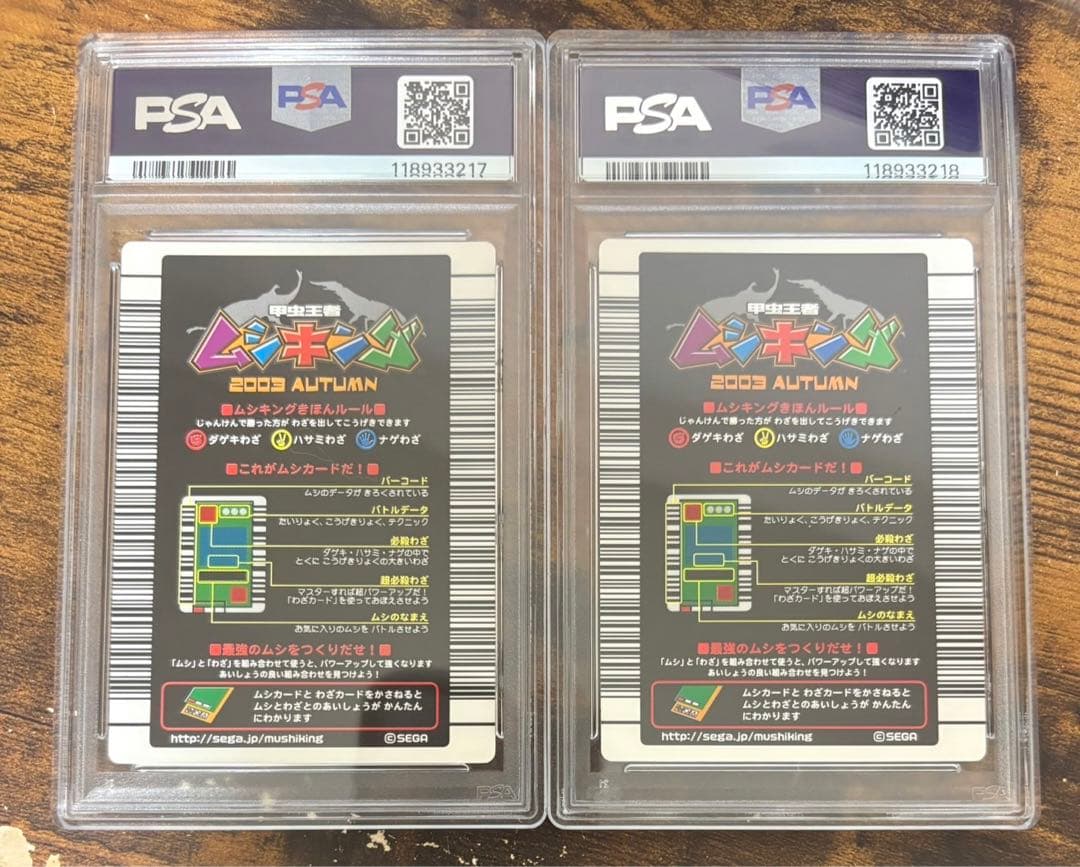 PSA
PSA
118933217
甲虫王者
ムシキング
2003 AUTUMN
ムシキングきほんルール
じゃんけんで勝った方が わざを出してこうげきできます
ダゲキわざ ハサミわざ ナゲわざ
これがムシカードだ！
バーコード
ムシのデータが きろくされている
バトルデータ
たいりょく、こうげきりょく、テクニック
必殺わざ
ダゲキ・ハサミ・ナゲの中で
とくに こうげきりょくの大きいわざ
超必殺わざ
マスターすれば超パワーアップだ！
「わざカード」を使っておぼえさせよう
ムシのなまえ
お気に入りのムシを バトルさせよう
最強のムシをつくりだせ！
「ムシ」と「わざ」を組み合わせて使うと、パワーアップして強くなります
あいしょうの良い組み合わせを見つけよう！
ムシカードと わざカードをかさねると
ムシとわざとのあいしょうが かんたん
にわかります
http://sega.jp/mushiking ©SEGA
PSA
PSA
PSA
118933218
甲虫王者
ムシキング
2003 AUTUMN
ムシキングきほんルール
じゃんけんで勝った方が わざを出してこうげきできます
ダゲキわざ ハサミわざ ナゲわざ
これがムシカードだ！
バーコード
ムシのデータが きろくされている
バトルデータ
たいりょく、こうげきりょく、テクニック
必殺わざ
ダゲキ・ハサミ・ナゲの中で
とくに こうげきりょくの大きいわざ
超必殺わざ
マスターすれば超パワーアップだ！
「わざカード」を使っておぼえさせよう
ムシのなまえ
お気に入りのムシを バトルさせよう
最強のムシをつくりだせ！
「ムシ」と「わざ」を組み合わせて使うと、パワーアップして強くなります
あいしょうの良い組み合わせを見つけよう！
ムシカードと わざカードをかさねると
ムシとわざとのあいしょうが かんたん
にわかります
http://sega.jp/mushiking ©SEGA
PSA